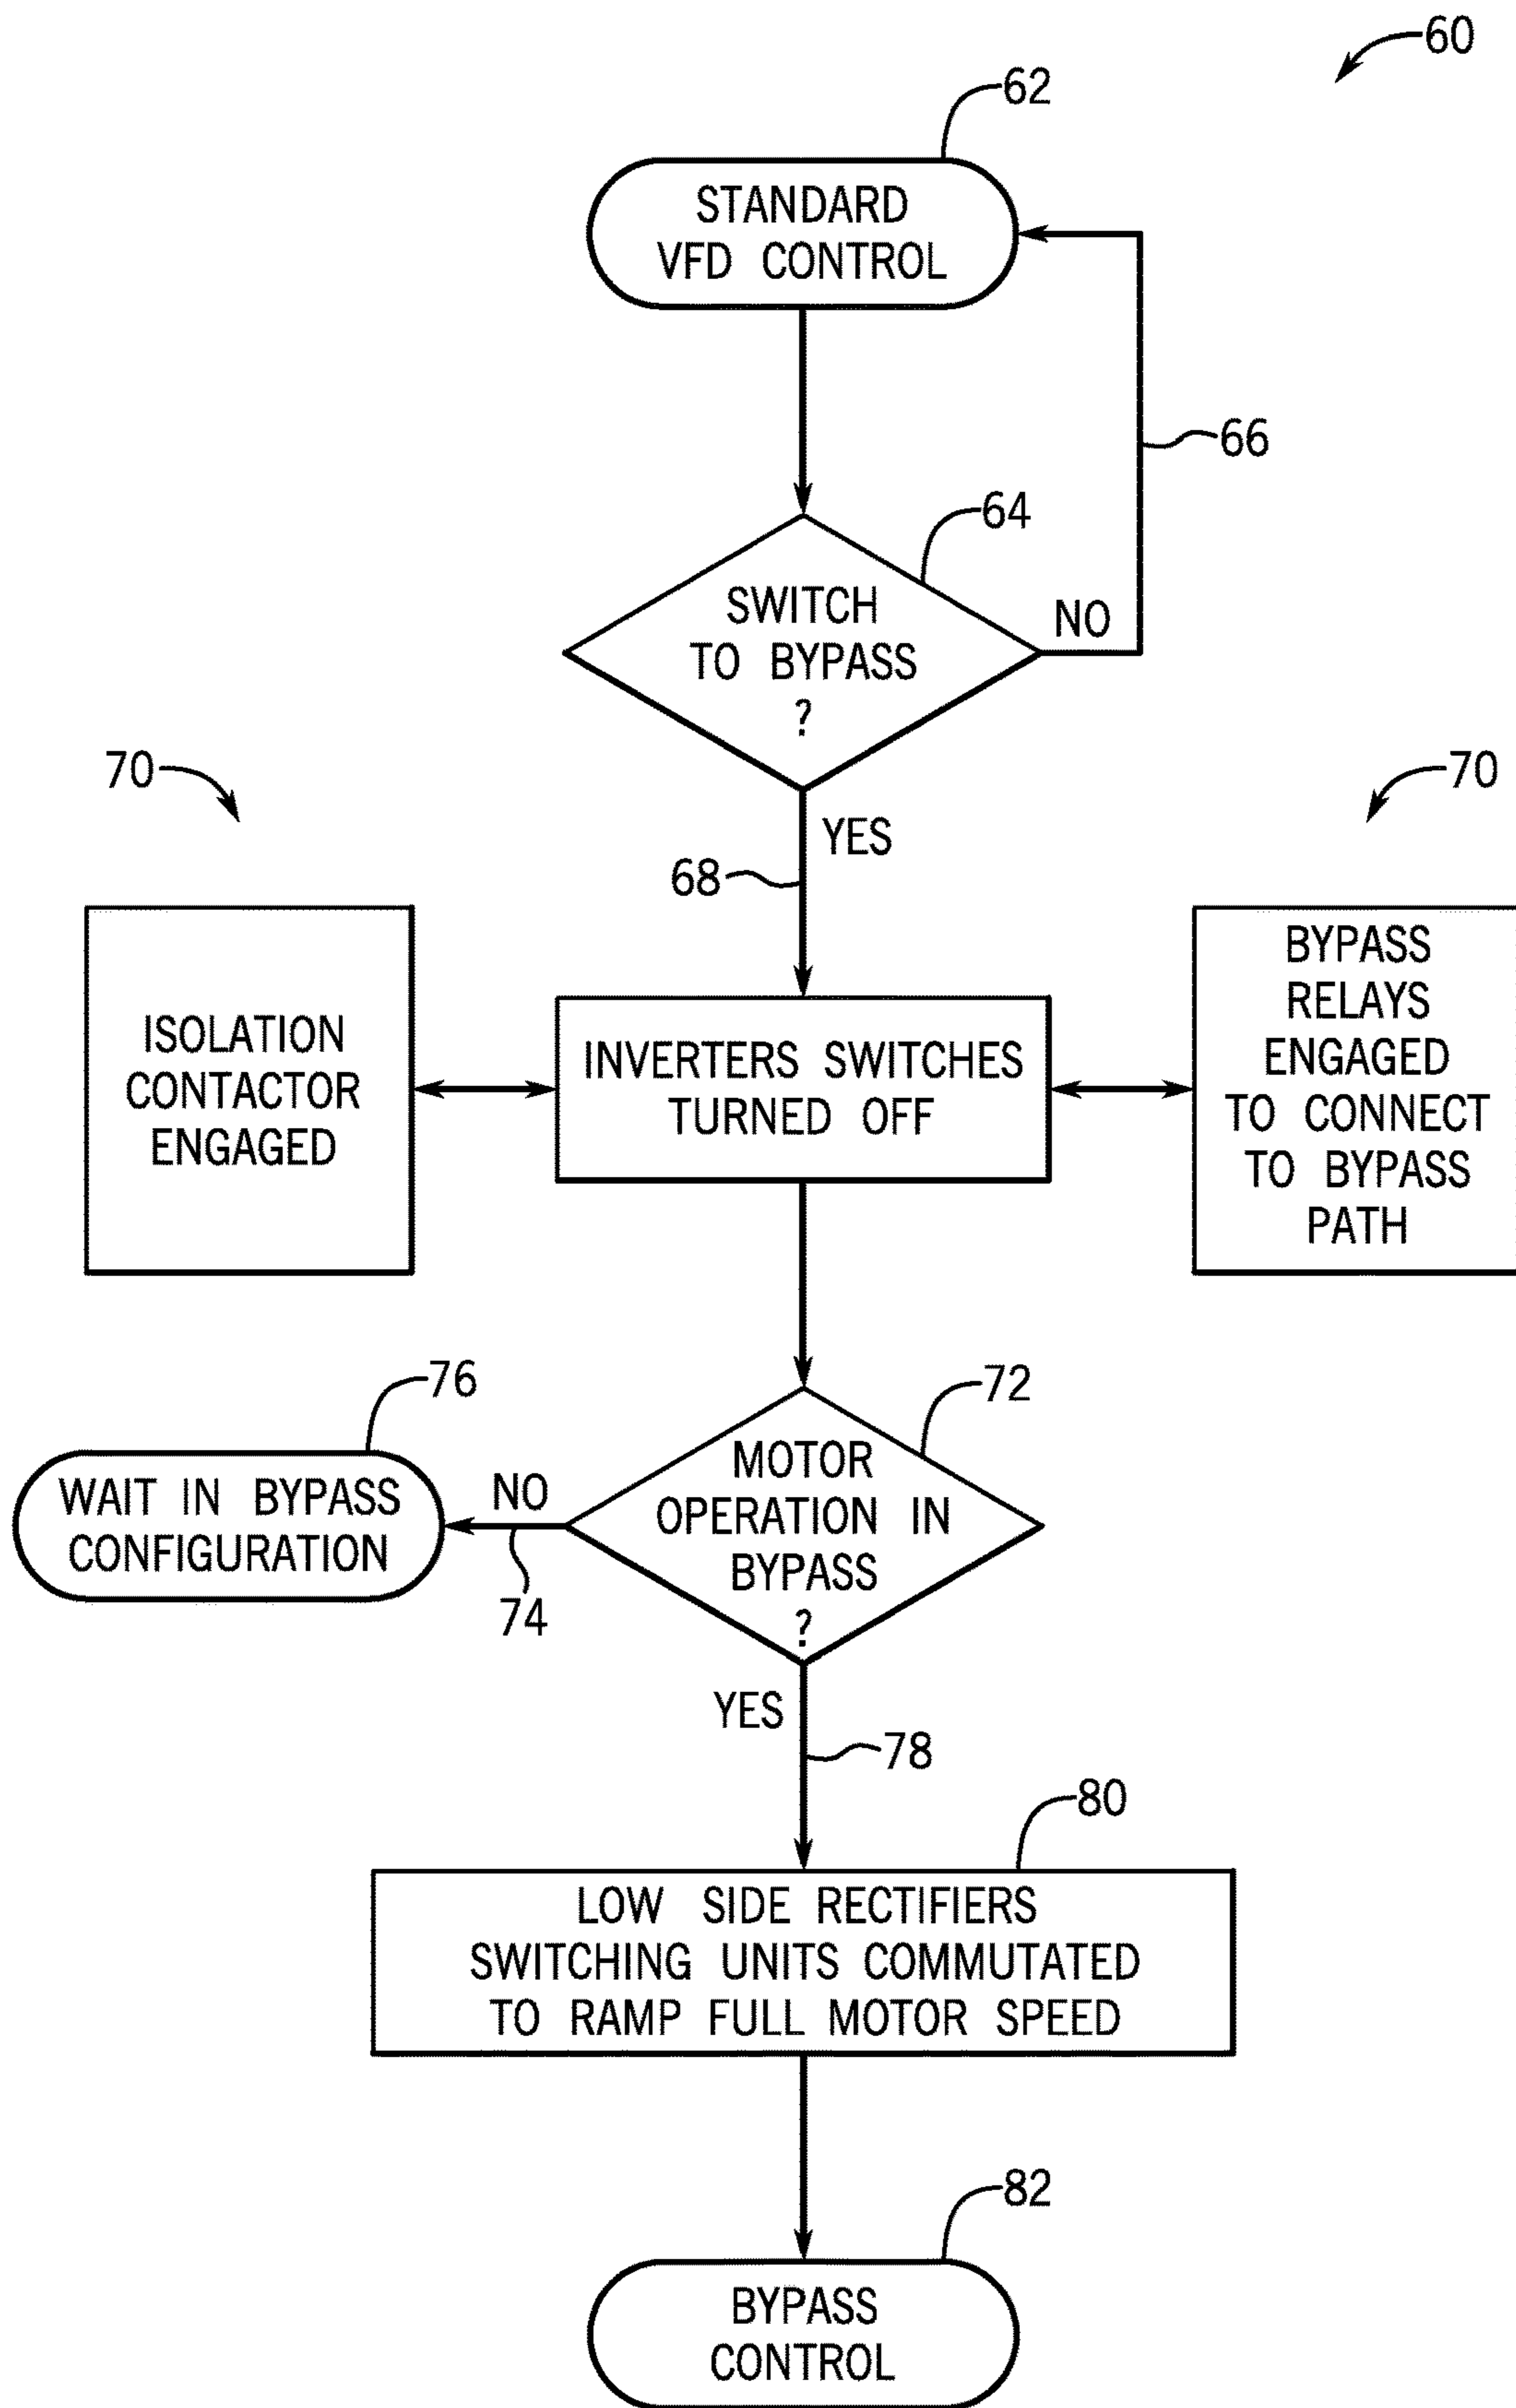 60
62
STANDARD
VFD CONTROL
66
64
SWITCH
TO BYPASS
?
NO
70
70
YES
68
ISOLATION
CONTACTOR
ENGAGED
INVERTERS SWITCHES
TURNED OFF
BYPASS
RELAYS
ENGAGED
TO CONNECT
TO BYPASS
PATH
76
72
WAIT IN BYPASS
CONFIGURATION
NO
74
MOTOR
OPERATION IN
BYPASS
?
YES
78
80
LOW SIDE RECTIFIERS
SWITCHING UNITS COMMUTATED
TO RAMP FULL MOTOR SPEED
82
BYPASS
CONTROL